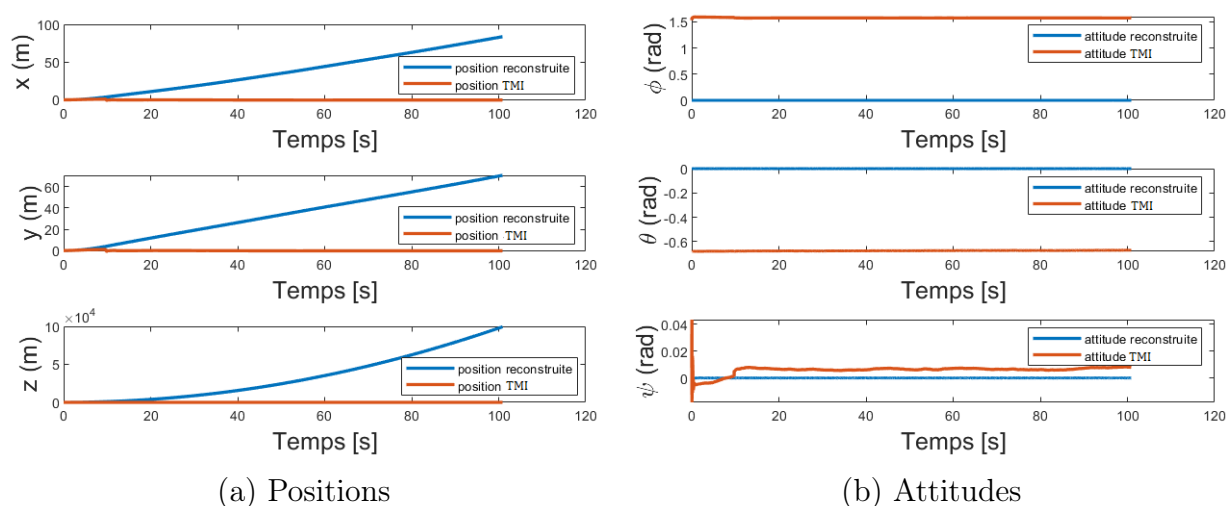 x (m)
100
50
0
position reconstruite
position TMI
0 20 40 60 80 100 120
Temps [s]
y (m)
60
40
20
0
position reconstruite
position TMI
0 20 40 60 80 100 120
Temps [s]
×10⁴
z (m)
10
5
0
position reconstruite
position TMI
0 20 40 60 80 100 120
Temps [s]
(a) Positions
ϕ (rad)
1.5
1
0.5
0
attitude reconstruite
attitude TMI
0 20 40 60 80 100 120
Temps [s]
θ (rad)
0
-0.2
-0.4
-0.6
attitude reconstruite
attitude TMI
0 20 40 60 80 100 120
Temps [s]
ψ (rad)
0.04
0.02
0
attitude reconstruite
attitude TMI
0 20 40 60 80 100 120
Temps [s]
(b) Attitudes